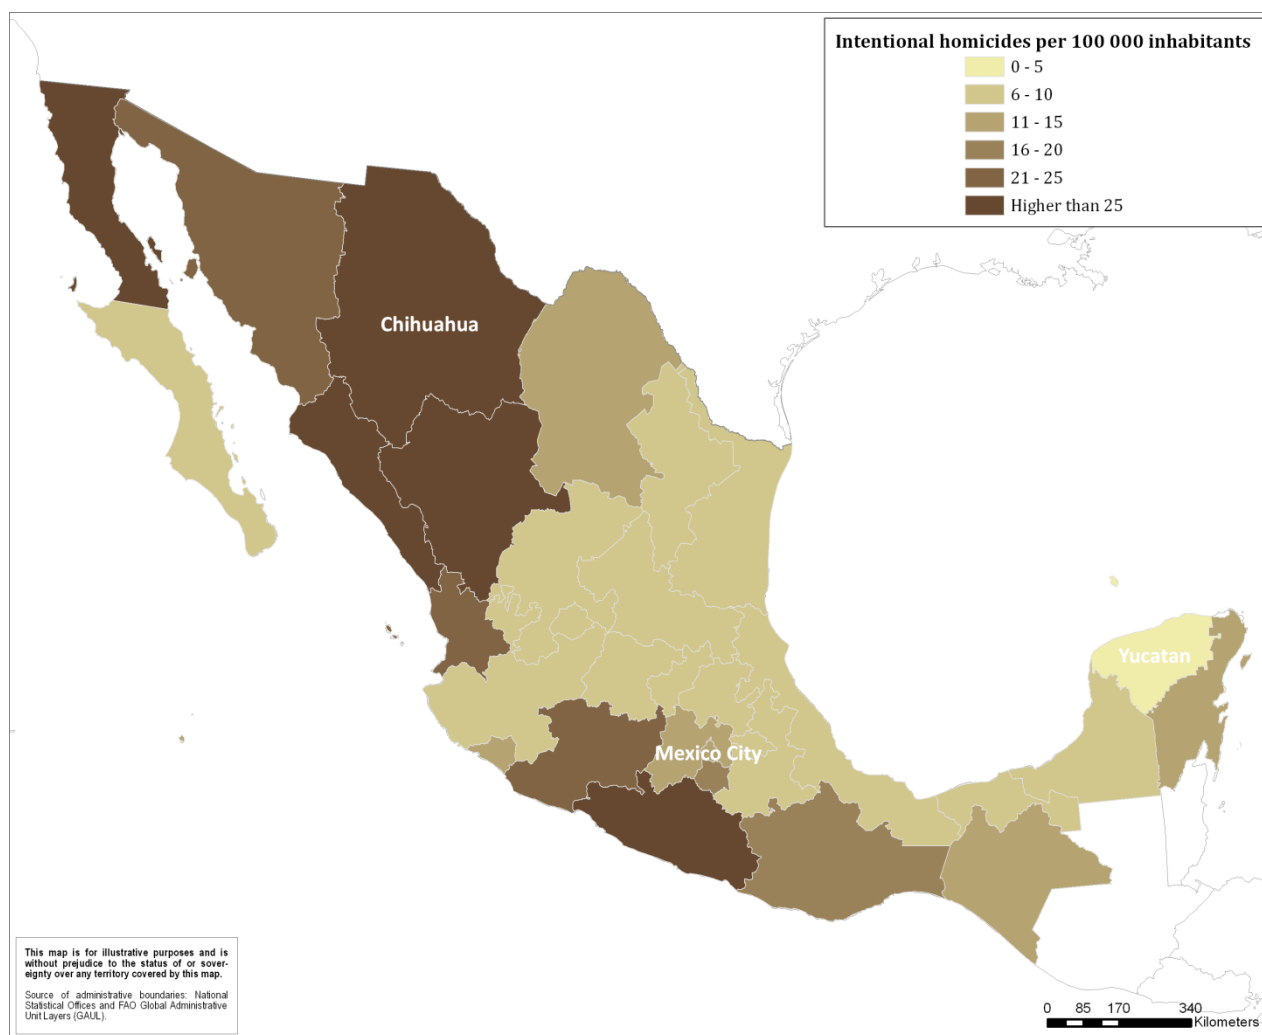 Intentional homicides per 100 000 inhabitants
0 - 5
6 - 10
11 - 15
16 - 20
21 - 25
Higher than 25
Chihuahua
Yucatan
Mexico City
This map is for illustrative purposes and is
without prejudice to the status of or sover-
eignty over any territory covered by this map.
Source of administrative boundaries: National
Statistical Offices and FAO Global Administrative
Unit Layers (GAUL).
0 85 170 340
Kilometers